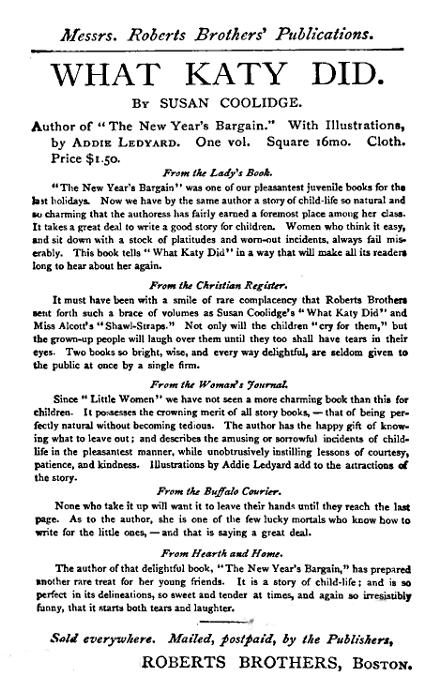 Messrs. Roberts Brothers' Publications.
WHAT KATY DID.
BY SUSAN COOLIDGE.
Author of "The New Year's Bargain." With Illustrations,
by ADDIE LEDYARD. One vol. Square 16mo. Cloth.
Price $1.50.
From the Lady's Book.
"The New Year's Bargain" was one of our pleasantest juvenile books for the
last holidays. Now we have by the same author a story of child-life so natural and
so charming that the authoress has fairly earned a foremost place among her class.
It takes a great deal to write a good story for children. Women who think it easy,
and sit down with a stock of platitudes and worn-out incidents, always fail mis-
erably. This book tells "What Katy Did" in a way that will make all its readers
long to hear about her again.
From the Christian Register.
It must have been with a smile of rare complacency that Roberts Brothers
sent forth such a brace of volumes as Susan Coolidge's "What Katy Did" and
Miss Alcott's "Shawl-Straps." Not only will the children "cry for them," but
the grown-up people will laugh over them until they too shall have tears in their
eyes. Two books so bright, wise, and every way delightful, are seldom given to
the public at once by a single firm.
From the Woman's Journal.
Since "Little Women" we have not seen a more charming book than this for
children. It possesses the crowning merit of all story books, — that of being per-
fectly natural without becoming tedious. The author has the happy gift of know-
ing what to leave out; and describes the amusing or sorrowful incidents of child-
life in the pleasantest manner, while unobtrusively instilling lessons of courtesy,
patience, and kindness. Illustrations by Addie Ledyard add to the attractions of
the story.
From the Buffalo Courier.
None who take it up will want it to leave their hands until they reach the last
page. As to the author, she is one of the few lucky mortals who know how to
write for the little ones, — and that is saying a great deal.
From Hearth and Home.
The author of that delightful book, "The New Year's Bargain," has prepared
another rare treat for her young friends. It is a story of child-life; and is so
perfect in its delineations, so sweet and tender at times, and again so irresistibly
funny, that it starts both tears and laughter.
Sold everywhere. Mailed, postpaid, by the Publishers,
ROBERTS BROTHERS, BOSTON.